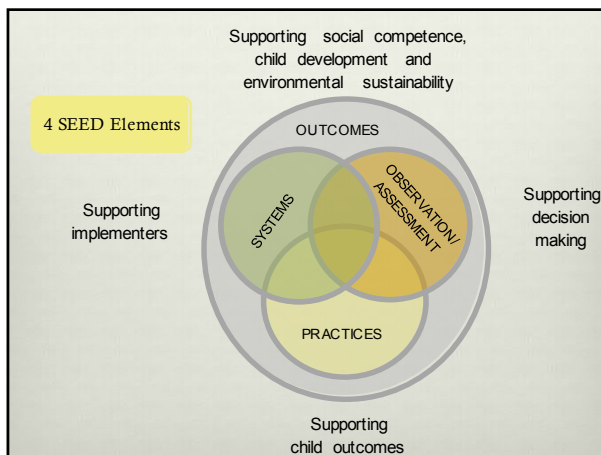 Supporting social competence,
child development and
environmental sustainability
4 SEED Elements
OUTCOMES
SYSTEMS
OBSERVATION/
ASSESSMENT
Supporting
implementers
Supporting
decision
making
PRACTICES
Supporting
child outcomes